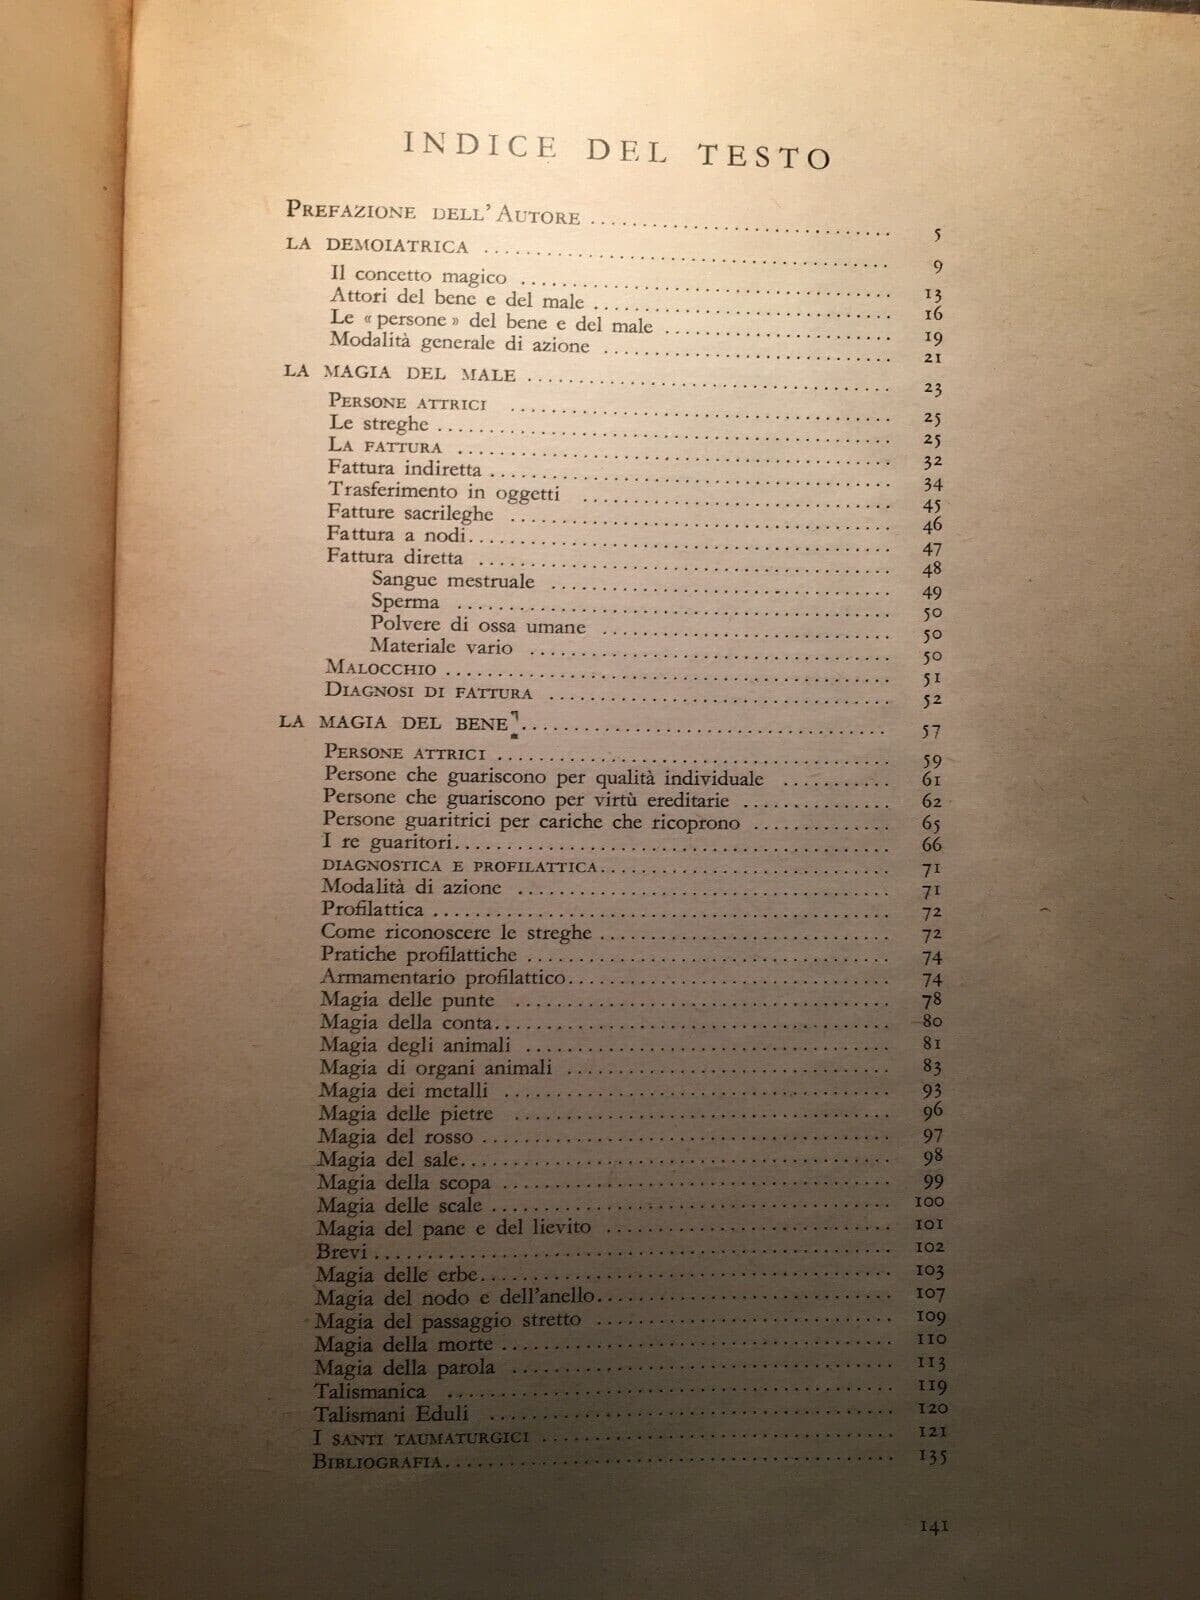 INDICE DEL TESTO
PREFAZIONE DELL'AUTORE ........ 5
LA DEMOIATRICA ........ 9
Il concetto magico ........ 13
Attori del bene e del male ........ 16
Le « persone » del bene e del male ........ 19
Modalità generale di azione ........ 21
LA MAGIA DEL MALE ........ 23
PERSONE ATTRICI ........ 25
Le streghe ........ 25
LA FATTURA ........ 32
Fattura indiretta ........ 34
Trasferimento in oggetti ........ 45
Fatture sacrileghe ........ 46
Fattura a nodi ........ 47
Fattura diretta ........ 48
Sangue mestruale ........ 49
Sperma ........ 50
Polvere di ossa umane ........ 50
Materiale vario ........ 50
MALOCCHIO ........ 51
DIAGNOSI DI FATTURA ........ 52
LA MAGIA DEL BENE ........ 57
PERSONE ATTRICI ........ 59
Persone che guariscono per qualità individuale ........ 61
Persone che guariscono per virtù ereditarie ........ 62
Persone guaritrici per cariche che ricoprono ........ 65
I re guaritori ........ 66
DIAGNOSTICA E PROFILATTICA ........ 71
Modalità di azione ........ 71
Profilattica ........ 72
Come riconoscere le streghe ........ 72
Pratiche profilattiche ........ 74
Armamentario profilattico ........ 74
Magia delle punte ........ 78
Magia della conta ........ 80
Magia degli animali ........ 81
Magia di organi animali ........ 83
Magia dei metalli ........ 93
Magia delle pietre ........ 96
Magia del rosso ........ 97
Magia del sale ........ 98
Magia della scopa ........ 99
Magia delle scale ........ 100
Magia del pane e del lievito ........ 101
Brevi ........ 102
Magia delle erbe ........ 103
Magia del nodo e dell'anello ........ 107
Magia del passaggio stretto ........ 109
Magia della morte ........ 110
Magia della parola ........ 113
Talismanica ........ 119
Talismani Eduli ........ 120
I SANTI TAUMATURGICI ........ 121
BIBLIOGRAFIA ........ 135
141